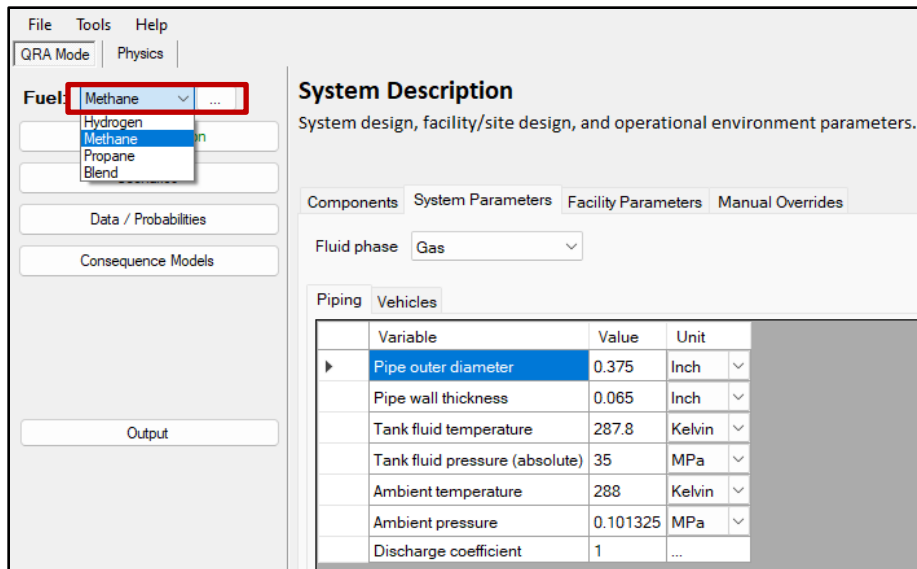 File Tools Help
QRA Mode Physics
Fuel: Methane ...
Hydrogen
Methane
Propane
Blend
Data / Probabilities
Consequence Models
Output
System Description
System design, facility/site design, and operational environment parameters.
Components System Parameters Facility Parameters Manual Overrides
Fluid phase Gas
Piping Vehicles
Variable Value Unit
Pipe outer diameter 0.375 Inch
Pipe wall thickness 0.065 Inch
Tank fluid temperature 287.8 Kelvin
Tank fluid pressure (absolute) 35 MPa
Ambient temperature 288 Kelvin
Ambient pressure 0.101325 MPa
Discharge coefficient 1 ...